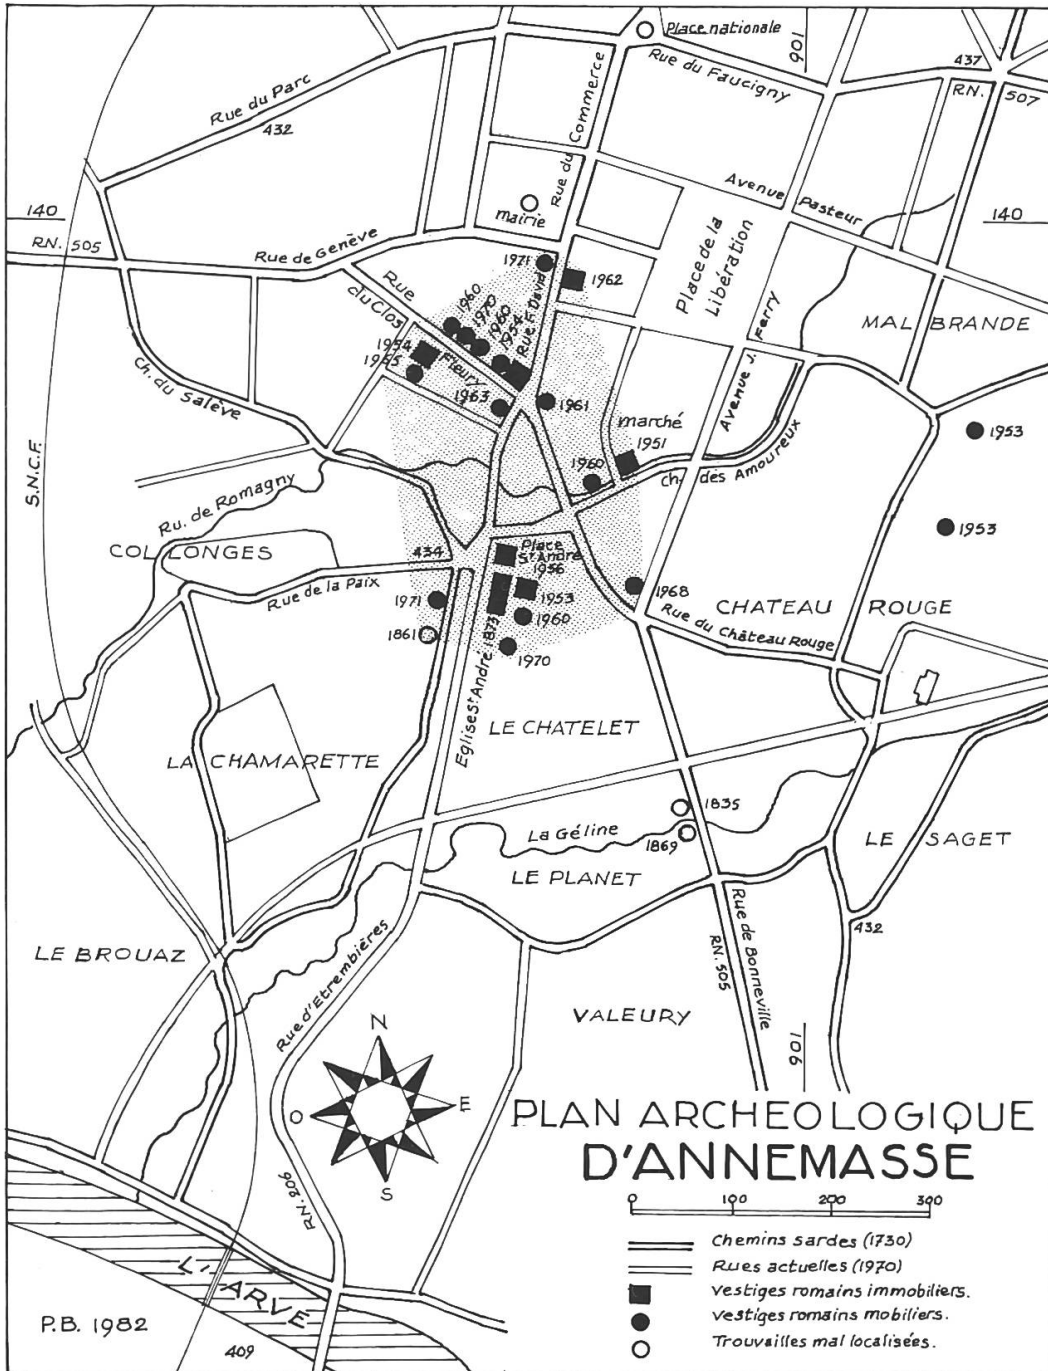 Place nationale
901
437
RN. 507
Rue du Faucigny
Rue du Parc
432
Rue du Commerce
Avenue Pasteur
mairie
140
140
RN. 505
Rue de Genève
Place de la
Libération
1971
1962
Rue F. David
Rue
du Clos
Fleury
1960
1970
1960
1954
1954
1955
1963
1961
MALBRANDE
Avenue J. Ferry
Ch. du Salève
marché
1951
1953
1960
Ch. des Amoureux
S.N.C.F.
Ru. de Romagny
COLLONGES
434
1953
Place
St André
1956
1953
1968
Rue de la Paix
1971
1861
1960
1873
1970
CHATEAU ROUGE
Rue du Château Rouge
Eglise St André
LE CHATELET
LA CHAMARETTE
1835
La Géline
1869
LE SAGET
LE PLANET
432
LE BROUAZ
Rue d'Etrembières
Rue de Bonneville
RN. 505
VALEURY
106
N
O
E
S
RN. 206
PLAN ARCHEOLOGIQUE
D'ANNEMASSE
0 100 200 300
Chemins sardes (1730)
Rues actuelles (1970)
Vestiges romains immobiliers.
Vestiges romains mobiliers.
Trouvailles mal localisées.
L'ARVE
P.B. 1982
409